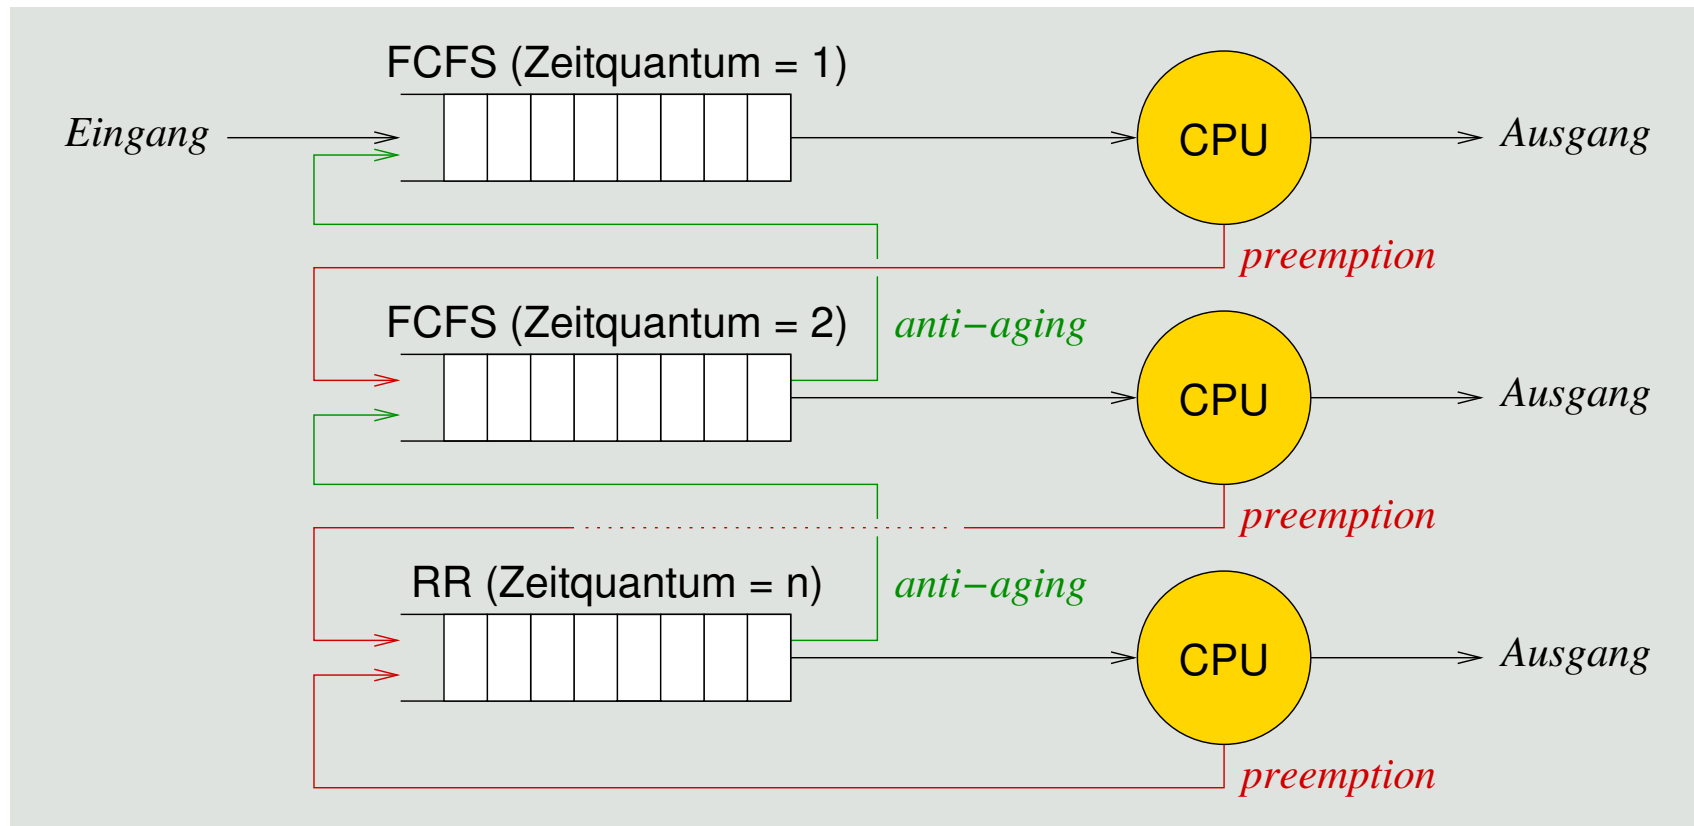 FCFS (Zeitquantum = 1)
Eingang
CPU
Ausgang
preemption
FCFS (Zeitquantum = 2)
anti−aging
CPU
Ausgang
preemption
RR (Zeitquantum = n)
anti−aging
CPU
Ausgang
preemption